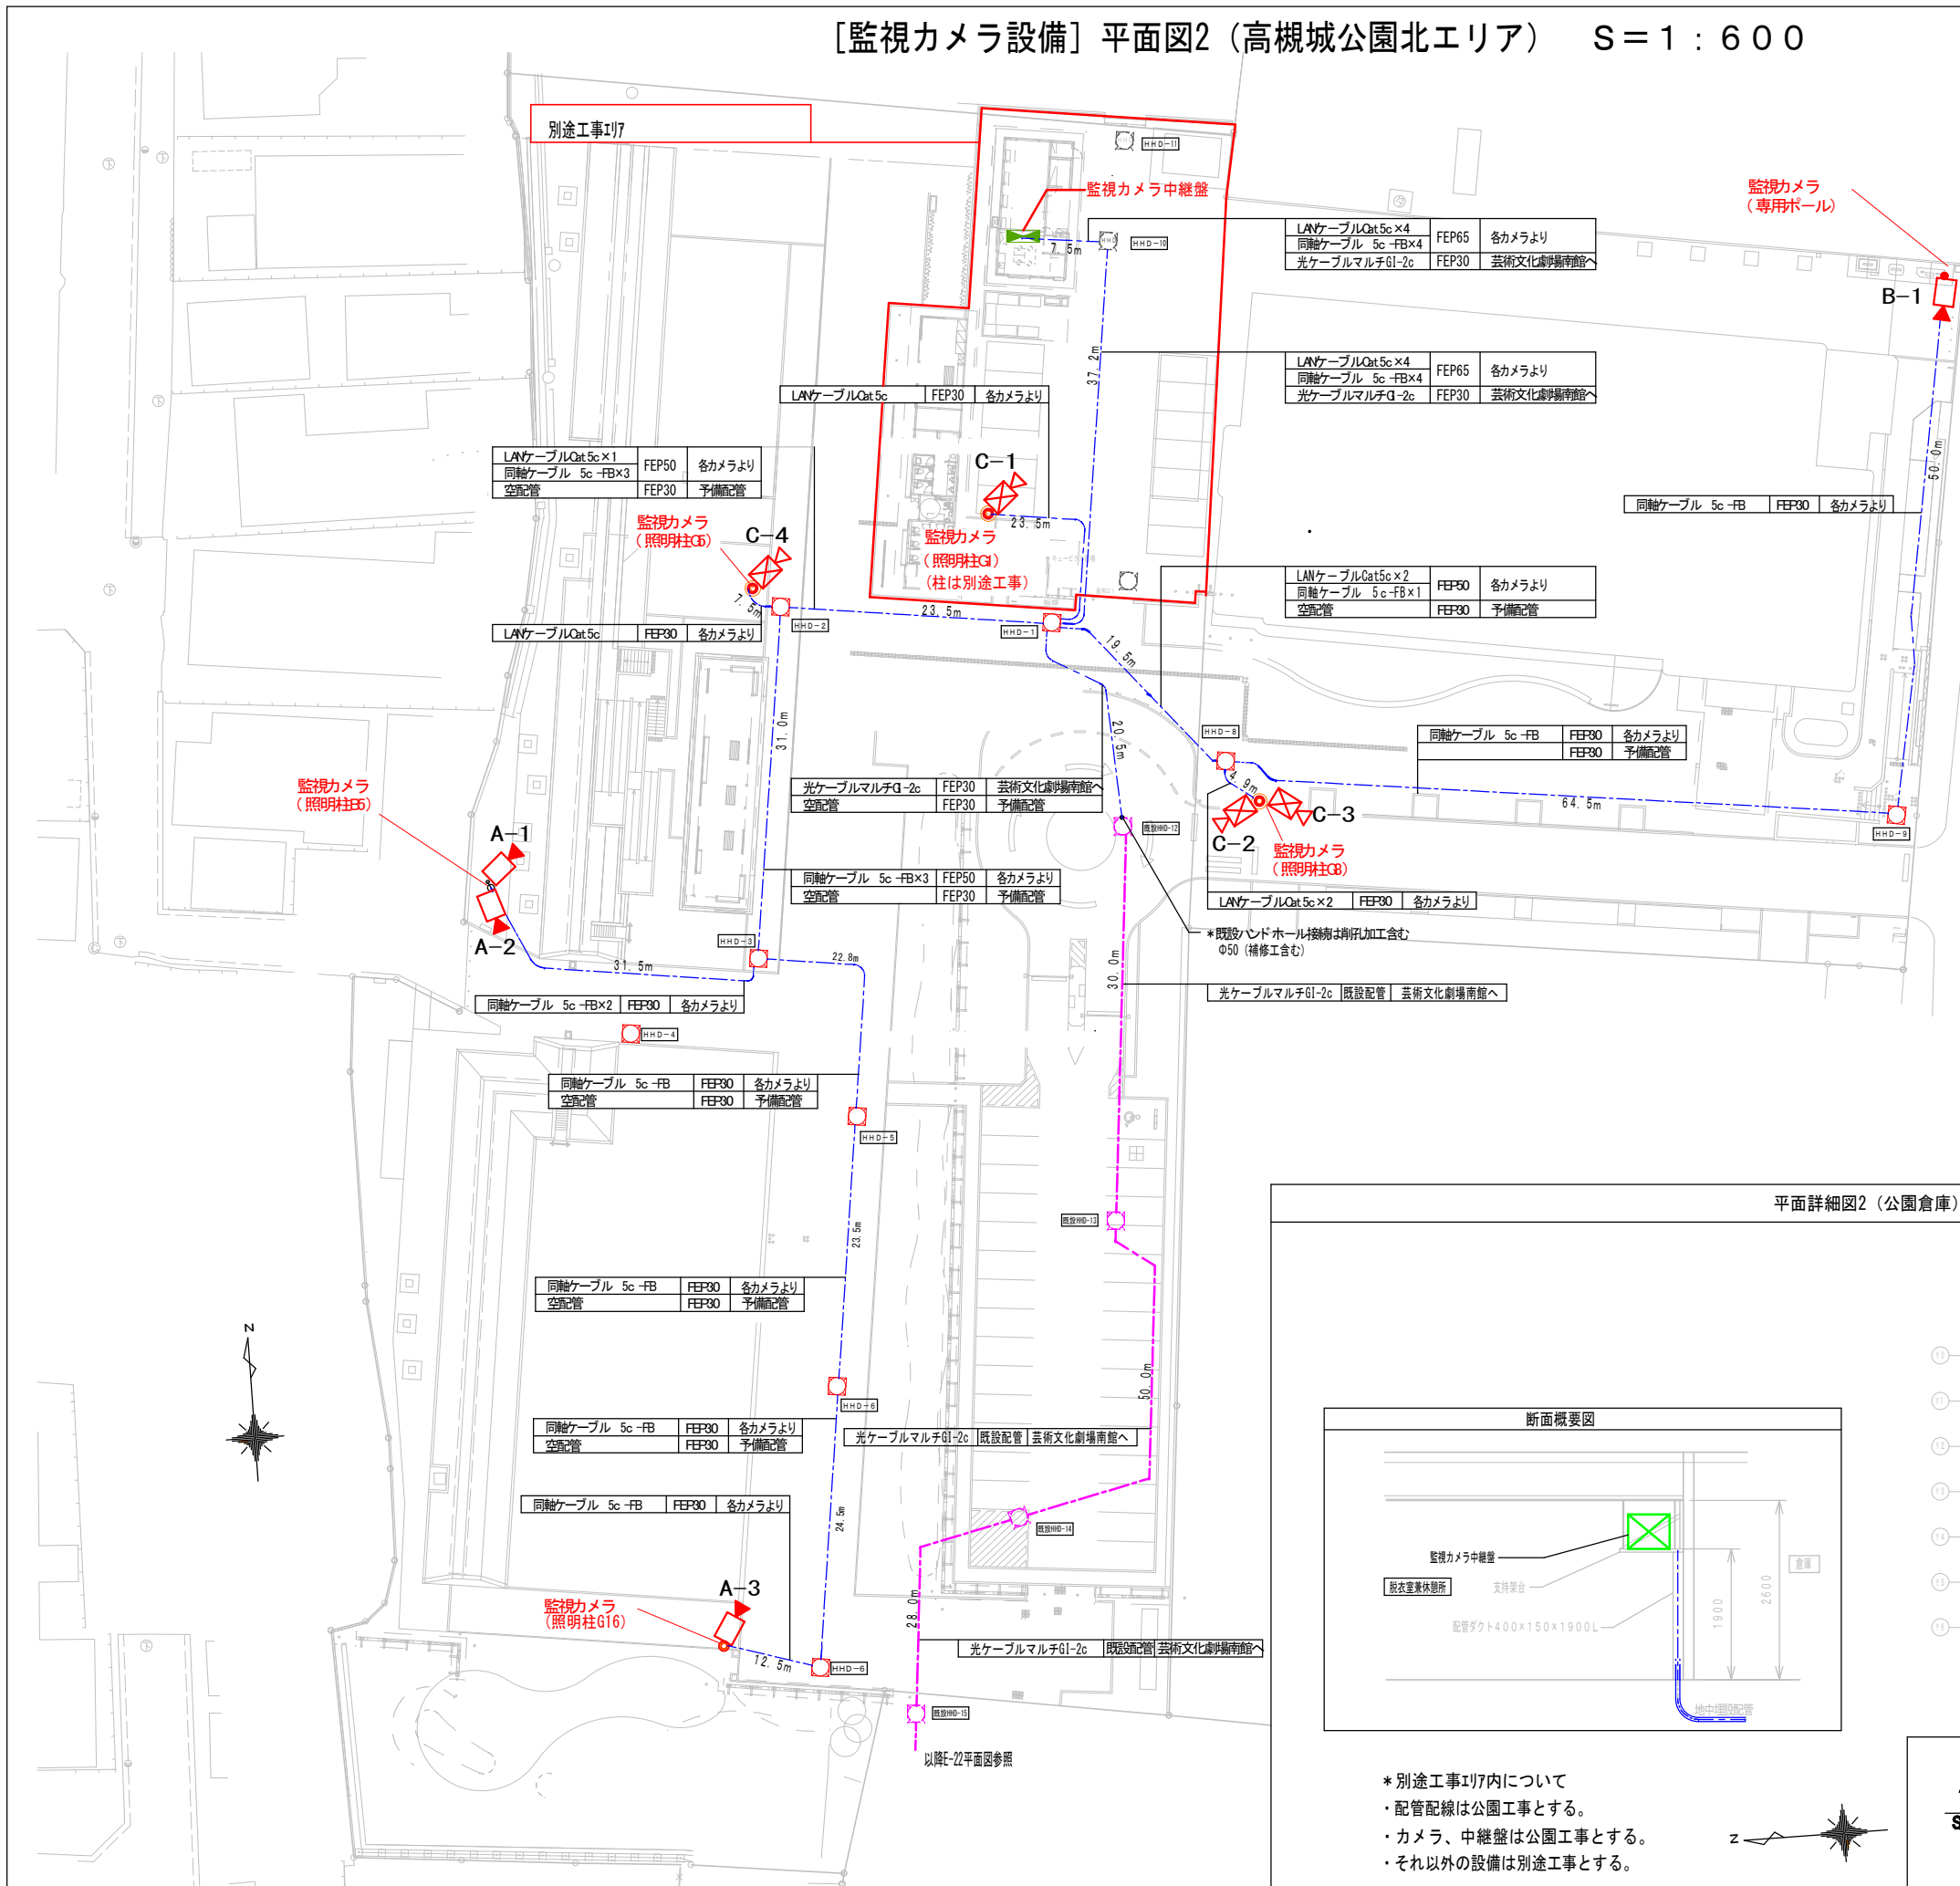 [監視カメラ設備] 平面図2（高槻城公園北エリア）　S＝1：600
別途工事ｴﾘｱ
HHD-11
監視カメラ中継盤
HHD-10
7.5m
LANケーブルCat5c×4 FEP65 各カメラより
同軸ケーブル 5c-FB×4
光ケーブルマルチGI-2c FEP30 芸術文化劇場南館へ
監視カメラ
（専用ポール）
B-1
37.2m
LANケーブルCat5c×4 FEP65 各カメラより
同軸ケーブル 5c-FB×4
光ケーブルマルチGI-2c FEP30 芸術文化劇場南館へ
50.0m
LANケーブルCat5c FEP30 各カメラより
LANケーブルCat5c×1 FEP50 各カメラより
同軸ケーブル 5c-FB×3
空配管 FEP30 予備配管
C-1
23.5m
監視カメラ
（照明柱G1）
（柱は別途工事）
同軸ケーブル 5c-FB FEP30 各カメラより
監視カメラ
（照明柱G5）
C-4
7.5m
HHD-2
23.5m
HHD-1
LANケーブルCat5c×2 FEP50 各カメラより
同軸ケーブル 5c-FB×1
空配管 FEP30 予備配管
LANケーブルCat5c FEP30 各カメラより
19.5m
31.0m
20.5m
HHD-8
同軸ケーブル 5c-FB FEP30 各カメラより
FEP30 予備配管
4.9m
64.5m
HHD-9
光ケーブルマルチGI-2c FEP30 芸術文化劇場南館へ
空配管 FEP30 予備配管
既設HHD-12
C-2
C-3
監視カメラ
（照明柱G8）
監視カメラ
（照明柱B5）
A-1
A-2
同軸ケーブル 5c-FB×3 FEP50 各カメラより
空配管 FEP30 予備配管
LANケーブルCat5c×2 FEP30 各カメラより
＊既設ハンドホール接続は削孔加工含む
Φ50（補修工含む）
HHD-3
22.8m
31.5m
30.0m
光ケーブルマルチGI-2c 既設配管 芸術文化劇場南館へ
同軸ケーブル 5c-FB×2 FEP30 各カメラより
HHD-4
同軸ケーブル 5c-FB FEP30 各カメラより
空配管 FEP30 予備配管
HHD-5
23.5m
既設HHD-13
同軸ケーブル 5c-FB FEP30 各カメラより
空配管 FEP30 予備配管
N
50.0m
HHD-6
同軸ケーブル 5c-FB FEP30 各カメラより
空配管 FEP30 予備配管
光ケーブルマルチGI-2c 既設配管 芸術文化劇場南館へ
同軸ケーブル 5c-FB FEP30 各カメラより
24.5m
既設HHD-14
A-3
監視カメラ
（照明柱G16）
12.5m
HHD-6
28.0m
光ケーブルマルチGI-2c 既設配管 芸術文化劇場南館へ
既設HHD-15
以降E-22平面図参照
平面詳細図2（公園倉庫）
断面概要図
監視カメラ中継盤
脱衣室兼休憩所
支持架台
配管ダクト400×150×1900L
1900
2600
倉庫
地中埋設配管
Y0
Y1
Y2
Y3
Y4
Y5
Y6
＊別途工事ｴﾘｱ内について
・配管配線は公園工事とする。
・カメラ、中継盤は公園工事とする。
・それ以外の設備は別途工事とする。
N